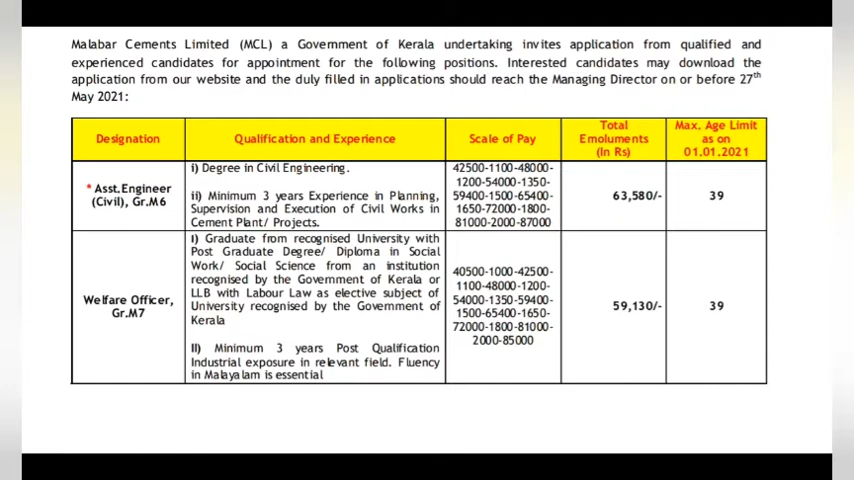 Malabar Cements Limited (MCL) a Government of Kerala undertaking invites application from qualified and
experienced candidates for appointment for the following positions. Interested candidates may download the
application from our website and the duly filled in applications should reach the Managing Director on or before 27th
May 2021:
Designation
Qualification and Experience
Scale of Pay
Total
Emoluments
(In Rs)
Max. Age Limit
as on
01.01.2021
* Asst.Engineer
(Civil), Gr.M6
i) Degree in Civil Engineering.
ii) Minimum 3 years Experience in Planning,
Supervision and Execution of Civil Works in
Cement Plant/ Projects.
42500-1100-48000-
1200-54000-1350-
59400-1500-65400-
1650-72000-1800-
81000-2000-87000
63,580/-
39
Welfare Officer,
Gr.M7
I) Graduate from recognised University with
Post Graduate Degree/ Diploma in Social
Work/ Social Science from an institution
recognised by the Government of Kerala or
LLB with Labour Law as elective subject of
University recognised by the Government of
Kerala
II) Minimum 3 years Post Qualification
Industrial exposure in relevant field. Fluency
in Malayalam is essential
40500-1000-42500-
1100-48000-1200-
54000-1350-59400-
1500-65400-1650-
72000-1800-81000-
2000-85000
59,130/-
39